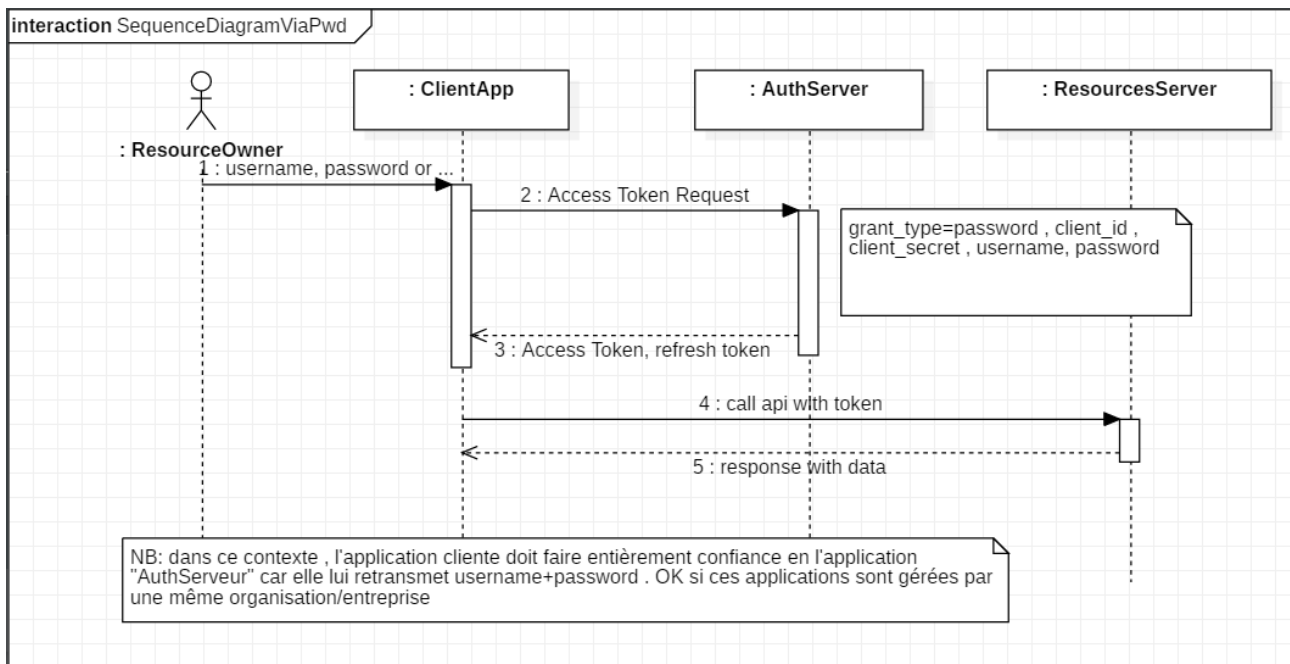 interaction SequenceDiagramViaPwd
: ClientApp
: AuthServer
: ResourcesServer
: ResourceOwner
1 : username, password or ...
2 : Access Token Request
grant_type=password , client_id ,
client_secret , username, password
3 : Access Token, refresh token
4 : call api with token
5 : response with data
NB: dans ce contexte , l'application cliente doit faire entièrement confiance en l'application
"AuthServeur" car elle lui retransmet username+password . OK si ces applications sont gérées par
une même organisation/entreprise